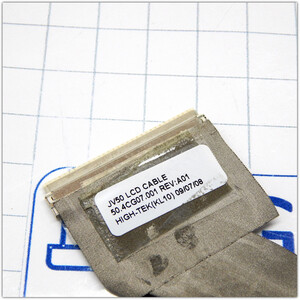 JV50 LCD CABLE
50.4CG07.001 REV:A01
HIGH-TEK(KL10) 09/07/08